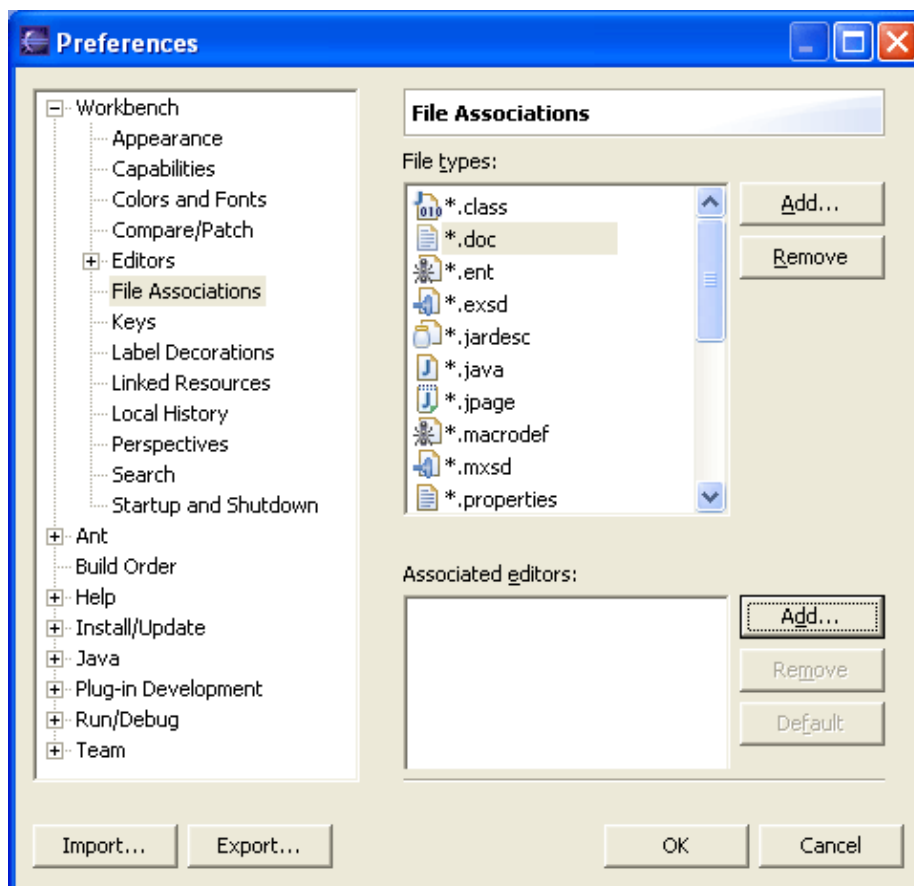 Preferences
Workbench
Appearance
Capabilities
Colors and Fonts
Compare/Patch
Editors
File Associations
Keys
Label Decorations
Linked Resources
Local History
Perspectives
Search
Startup and Shutdown
Ant
Build Order
Help
Install/Update
Java
Plug-in Development
Run/Debug
Team
File Associations
File types:
*.class
*.doc
*.ent
*.exsd
*.jardesc
*.java
*.jpage
*.macrodef
*.mxsd
*.properties
Add...
Remove
Associated editors:
Add...
Remove
Default
Import...
Export...
OK
Cancel